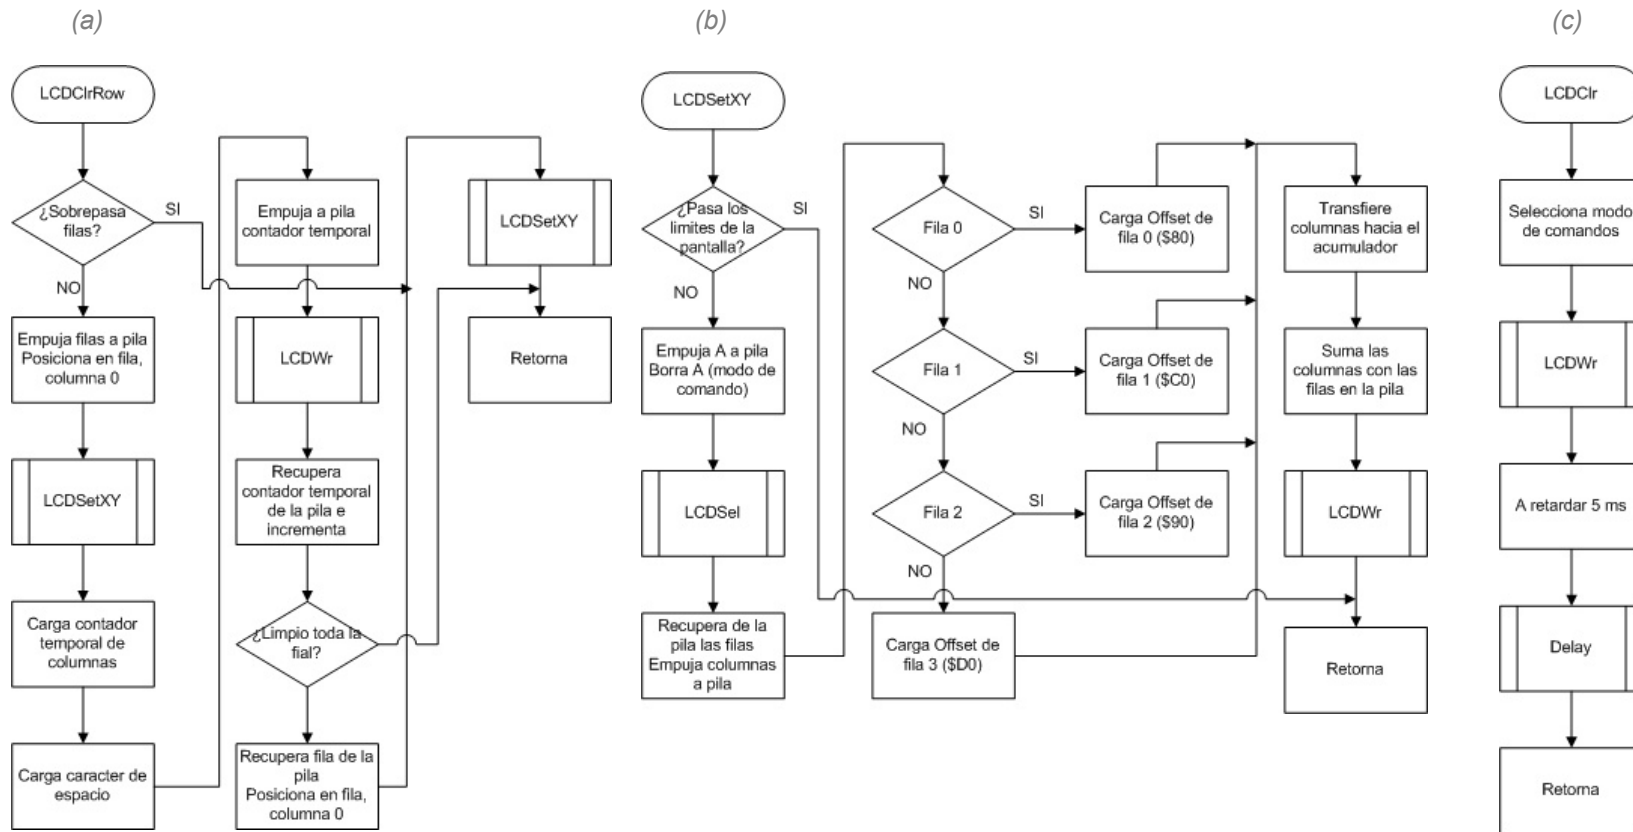 (a)
LCDClrRow
¿Sobrepasa
filas?
SI
NO
Empuja filas a pila
Posiciona en fila,
columna 0
LCDSetXY
Carga contador
temporal de
columnas
Carga caracter de
espacio
Empuja a pila
contador temporal
LCDWr
Recupera
contador temporal
de la pila e
incrementa
¿Limpio toda la
fial?
Recupera fila de la
pila
Posiciona en fila,
columna 0
LCDSetXY
Retorna
(b)
LCDSetXY
¿Pasa los
limites de la
pantalla?
SI
NO
Empuja A a pila
Borra A (modo de
comando)
LCDSel
Recupera de la
pila las filas
Empuja columnas
a pila
Fila 0
SI
NO
Carga Offset de
fila 0 ($80)
Fila 1
SI
NO
Carga Offset de
fila 1 ($C0)
Fila 2
SI
NO
Carga Offset de
fila 2 ($90)
Carga Offset de
fila 3 ($D0)
Transfiere
columnas hacia el
acumulador
Suma las
columnas con las
filas en la pila
LCDWr
Retorna
(c)
LCDClr
Selecciona modo
de comandos
LCDWr
A retardar 5 ms
Delay
Retorna